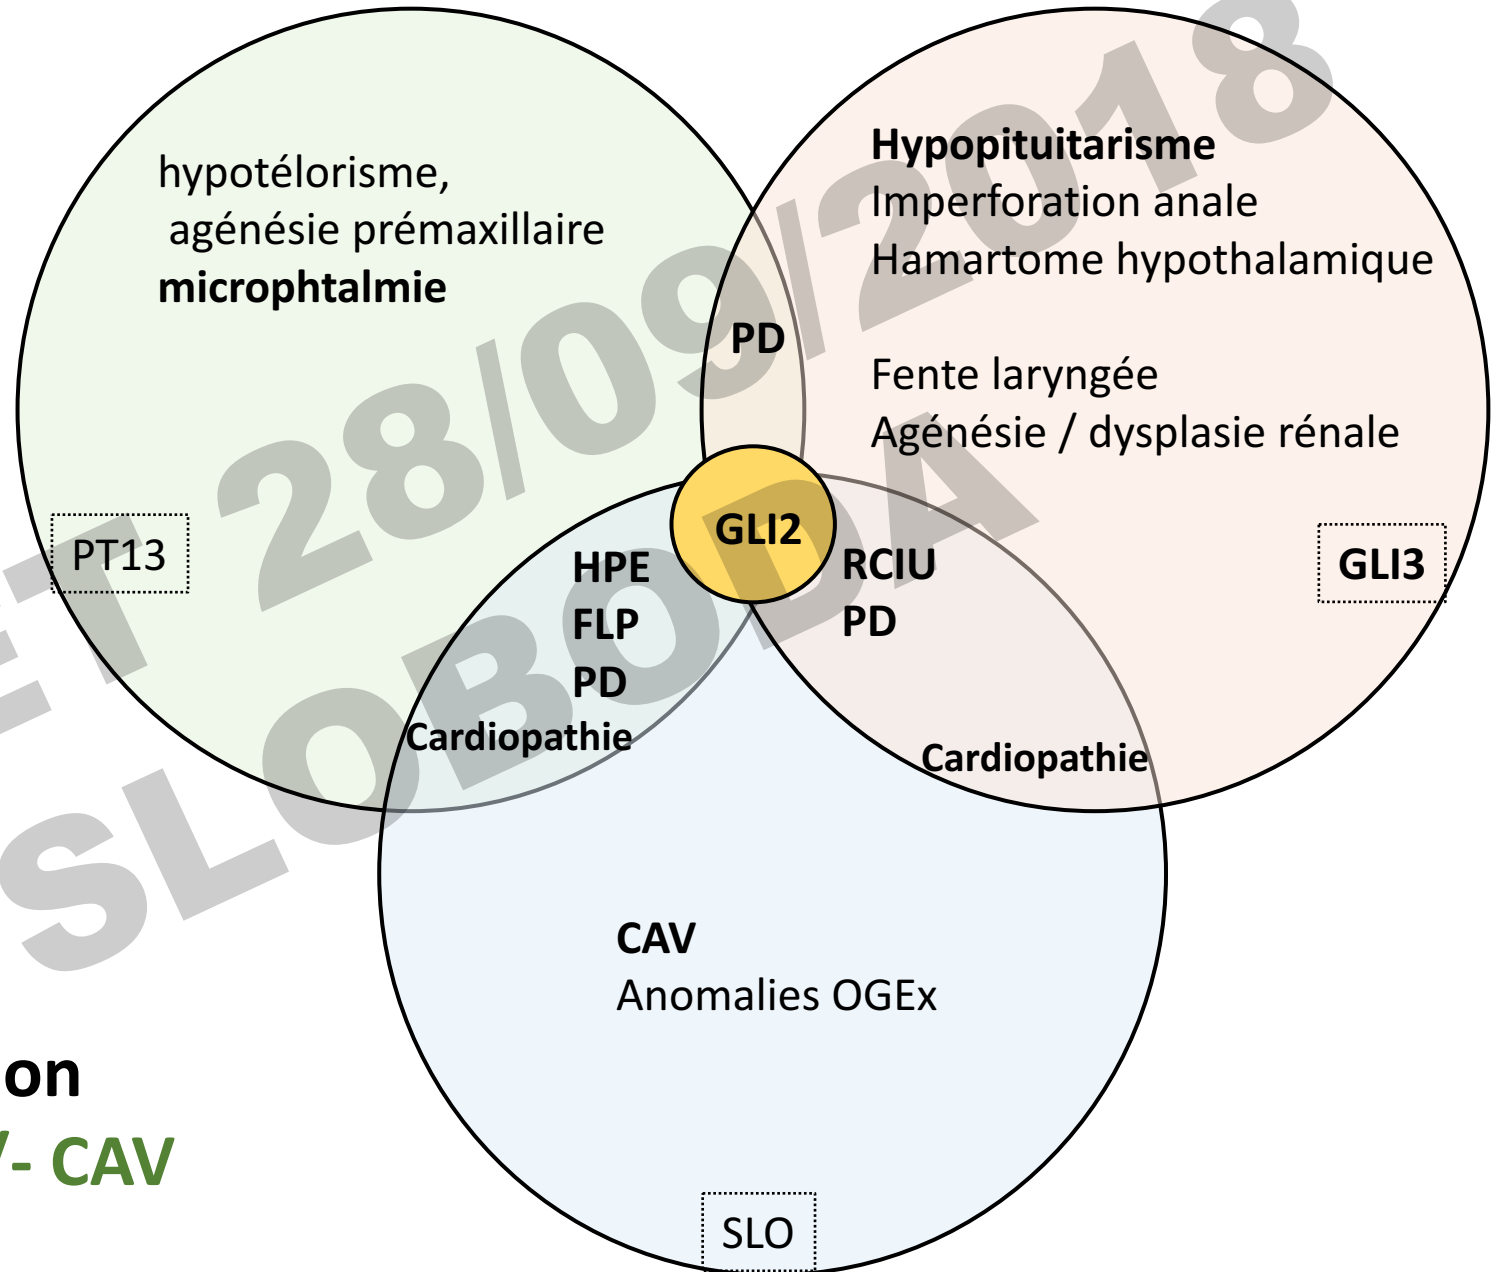 hypotélorisme,
agénésie prémaxillaire
microphtalmie
Hypopituitarisme
Imperforation anale
Hamartome hypothalamique
Fente laryngée
Agénésie / dysplasie rénale
PD
PT13
GLI2
GLI3
HPE
FLP
PD
Cardiopathie
RCIU
PD
Cardiopathie
CAV
Anomalies OGEx
SLO
on
/- CAV
ET 28/09/2018
SLOBODA